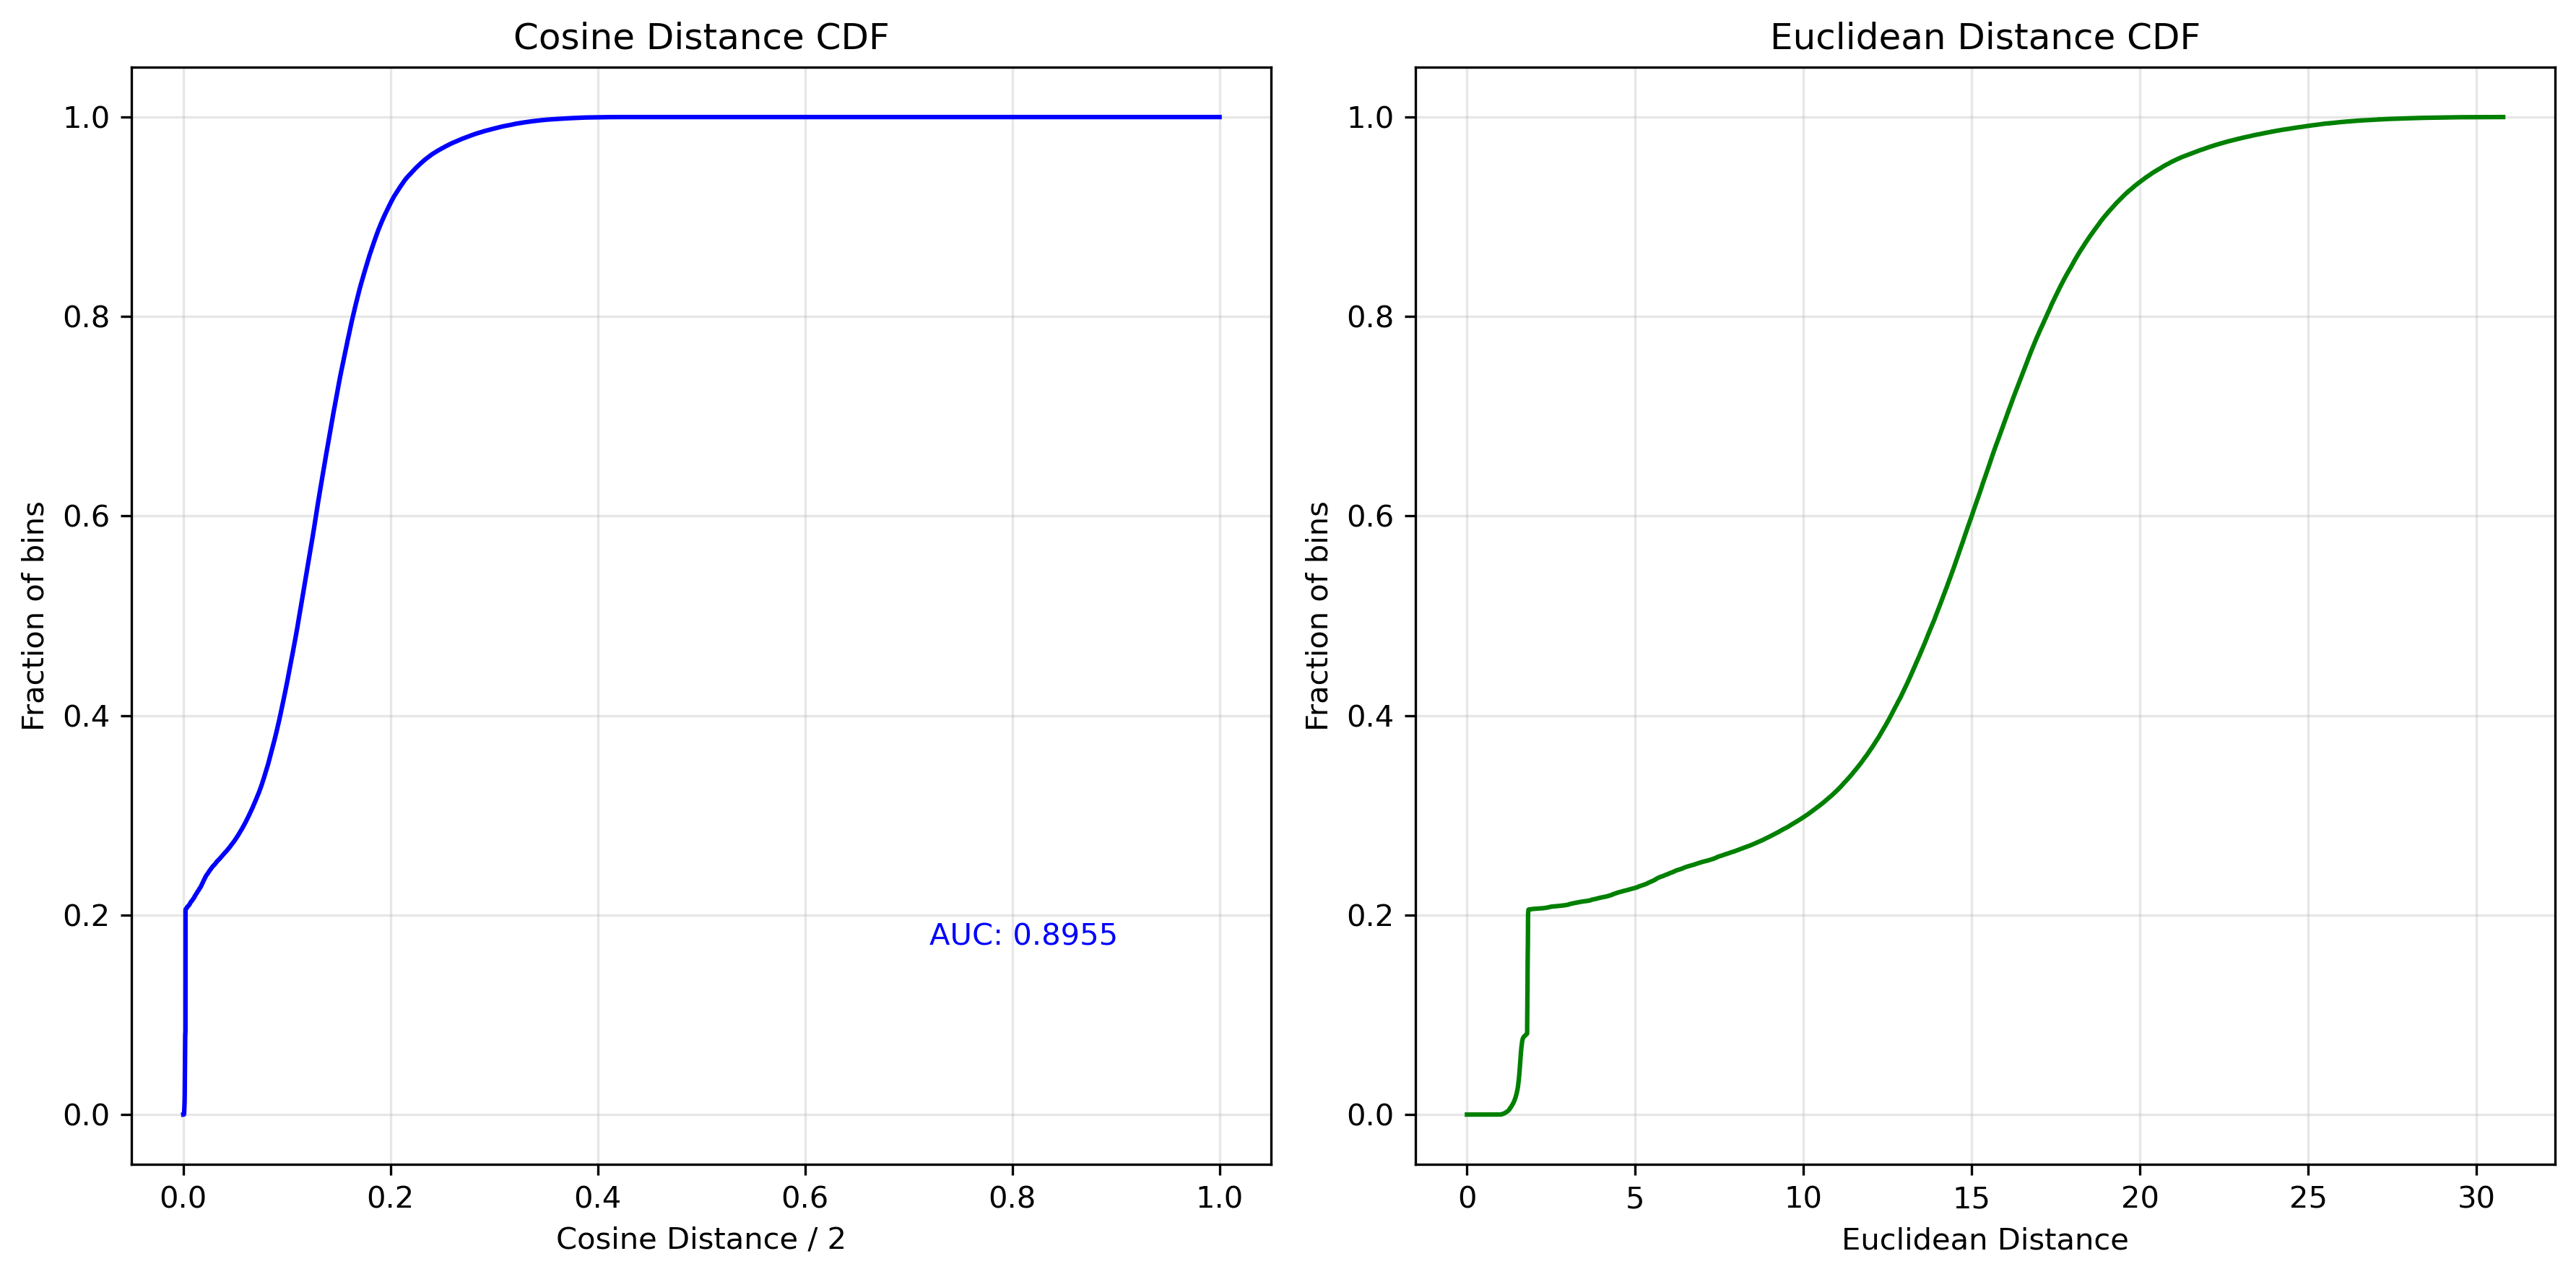 Cosine Distance CDF
Fraction of bins
1.0
0.8
0.6
0.4
0.2
0.0
AUC: 0.8955
0.0 0.2 0.4 0.6 0.8 1.0
Cosine Distance / 2
Euclidean Distance CDF
Fraction of bins
1.0
0.8
0.6
0.4
0.2
0.0
0 5 10 15 20 25 30
Euclidean Distance